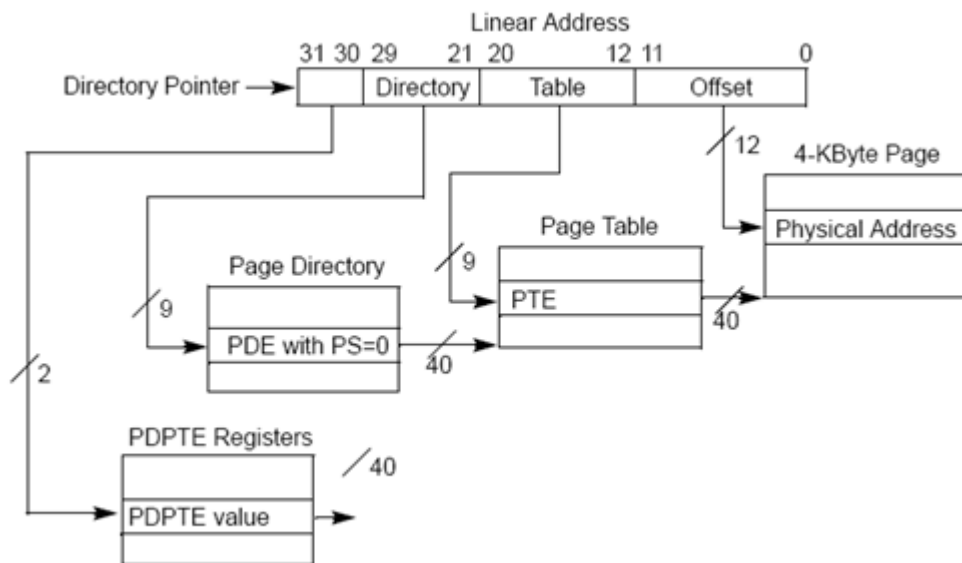 Linear Address
31 30 29 21 20 12 11 0
Directory Pointer Directory Table Offset
12
4-KByte Page
Physical Address
Page Table
9
PTE
40
Page Directory
9
PDE with PS=0
40
2
PDPTE Registers
40
PDPTE value